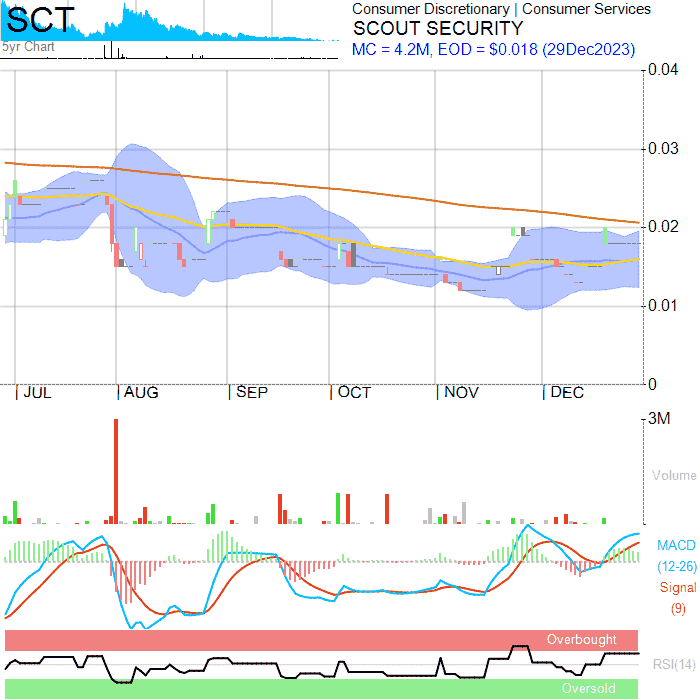 SCT
5yr Chart
Consumer Discretionary | Consumer Services
SCOUT SECURITY
MC = 4.2M, EOD = $0.018 (29Dec2023)
0.04
0.03
0.02
0.01
0
JUL AUG SEP OCT NOV DEC
3M
Volume
MACD
(12-26)
Signal
(9)
Overbought
RSI(14)
Oversold